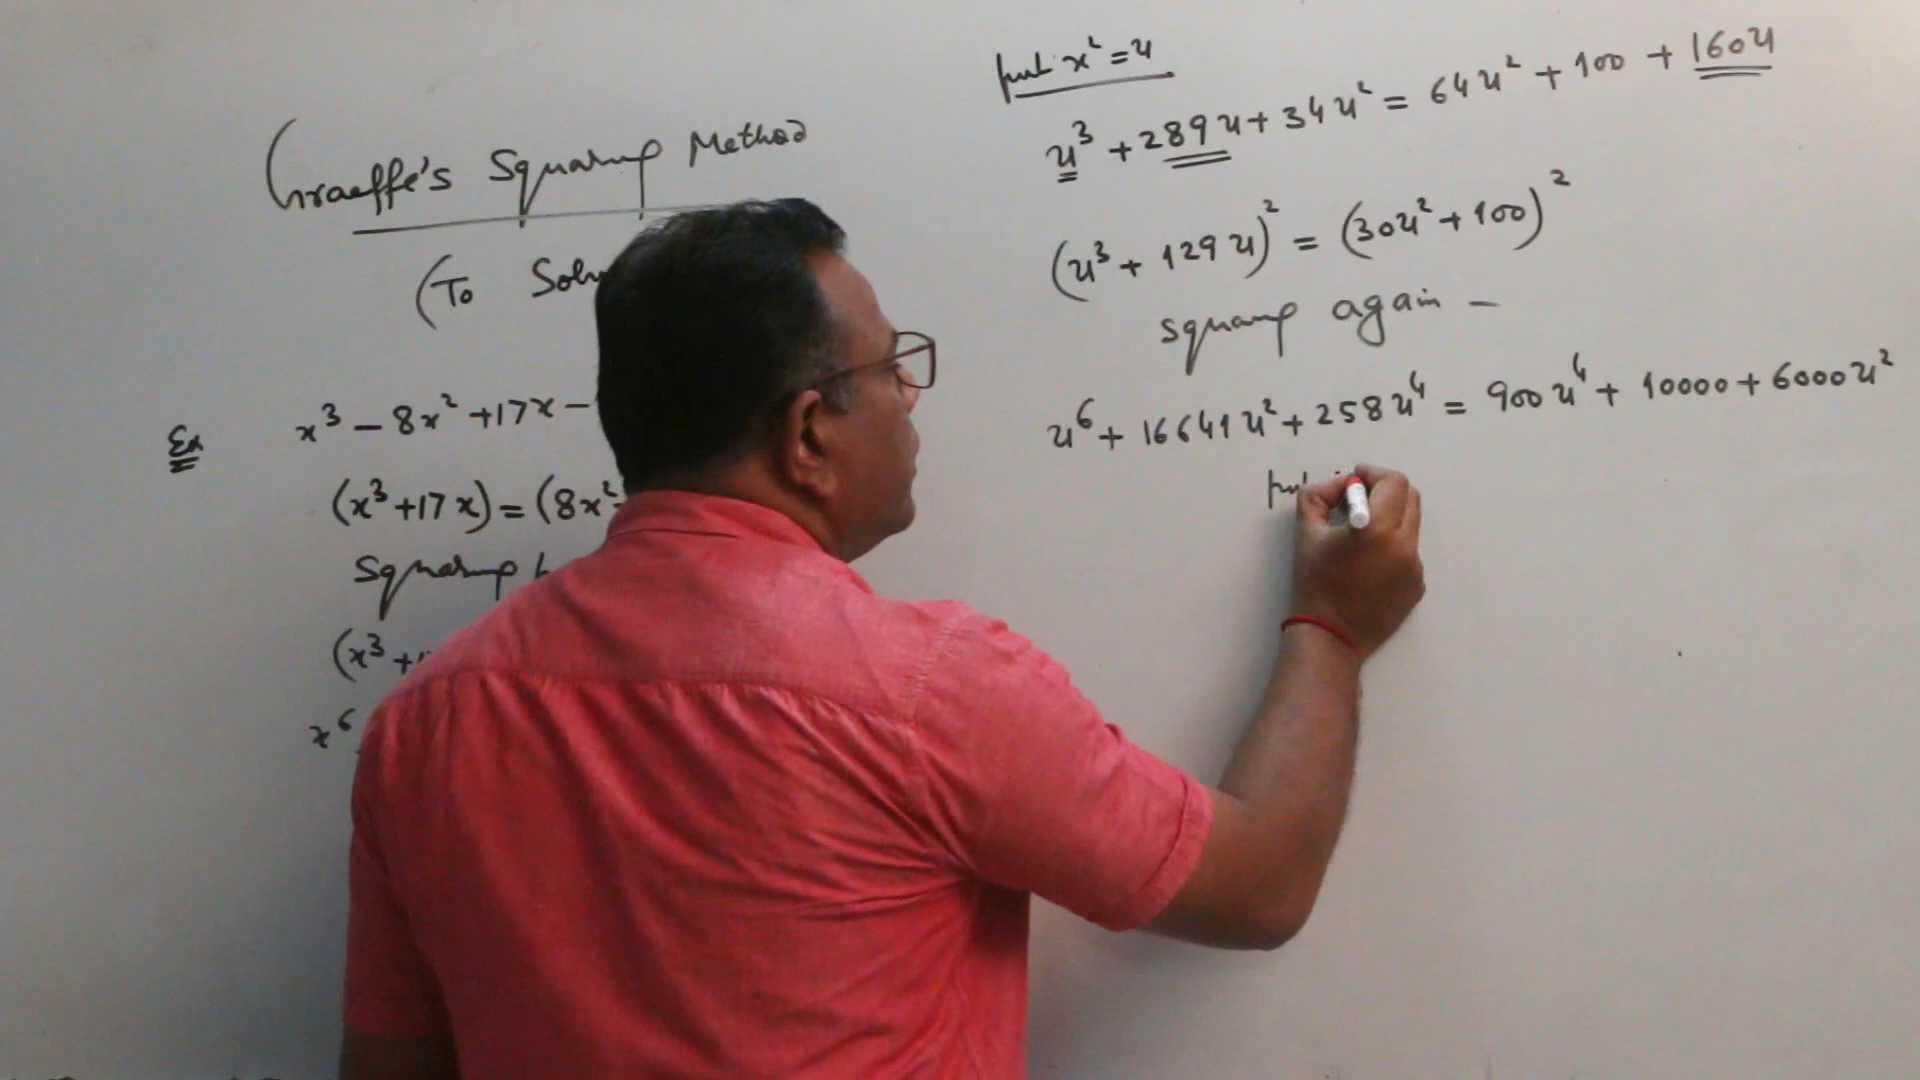 Graeffe's Squaring Method
(To Solv
Ex x³ - 8x² + 17x -
(x³ + 17x) = (8x²
Squaring
(x³ +
x⁶
put x² = u
u³ + 289u + 34u² = 64u² + 100 + 160u
(u³ + 129u)² = (30u² + 100)²
Squaring again -
u⁶ + 16641u² + 258u⁴ = 900u⁴ + 10000 + 6000u²
put